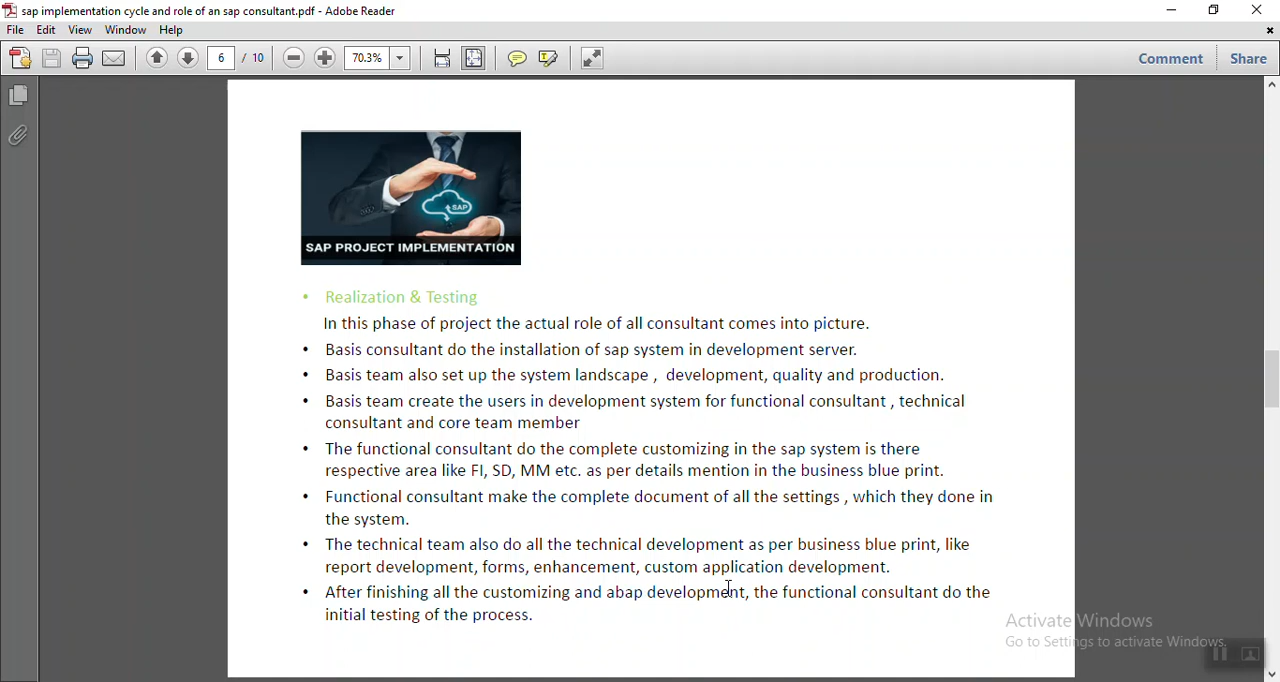 sap implementation cycle and role of an sap consultant.pdf - Adobe Reader
File Edit View Window Help
6 / 10 70.3% Comment Share
SAP
SAP PROJECT IMPLEMENTATION
• Realization & Testing
In this phase of project the actual role of all consultant comes into picture.
• Basis consultant do the installation of sap system in development server.
• Basis team also set up the system landscape , development, quality and production.
• Basis team create the users in development system for functional consultant , technical
consultant and core team member
• The functional consultant do the complete customizing in the sap system is there
respective area like FI, SD, MM etc. as per details mention in the business blue print.
• Functional consultant make the complete document of all the settings , which they done in
the system.
• The technical team also do all the technical development as per business blue print, like
report development, forms, enhancement, custom application development.
• After finishing all the customizing and abap development, the functional consultant do the
initial testing of the process.
Activate Windows
Go to Settings to activate Windows.